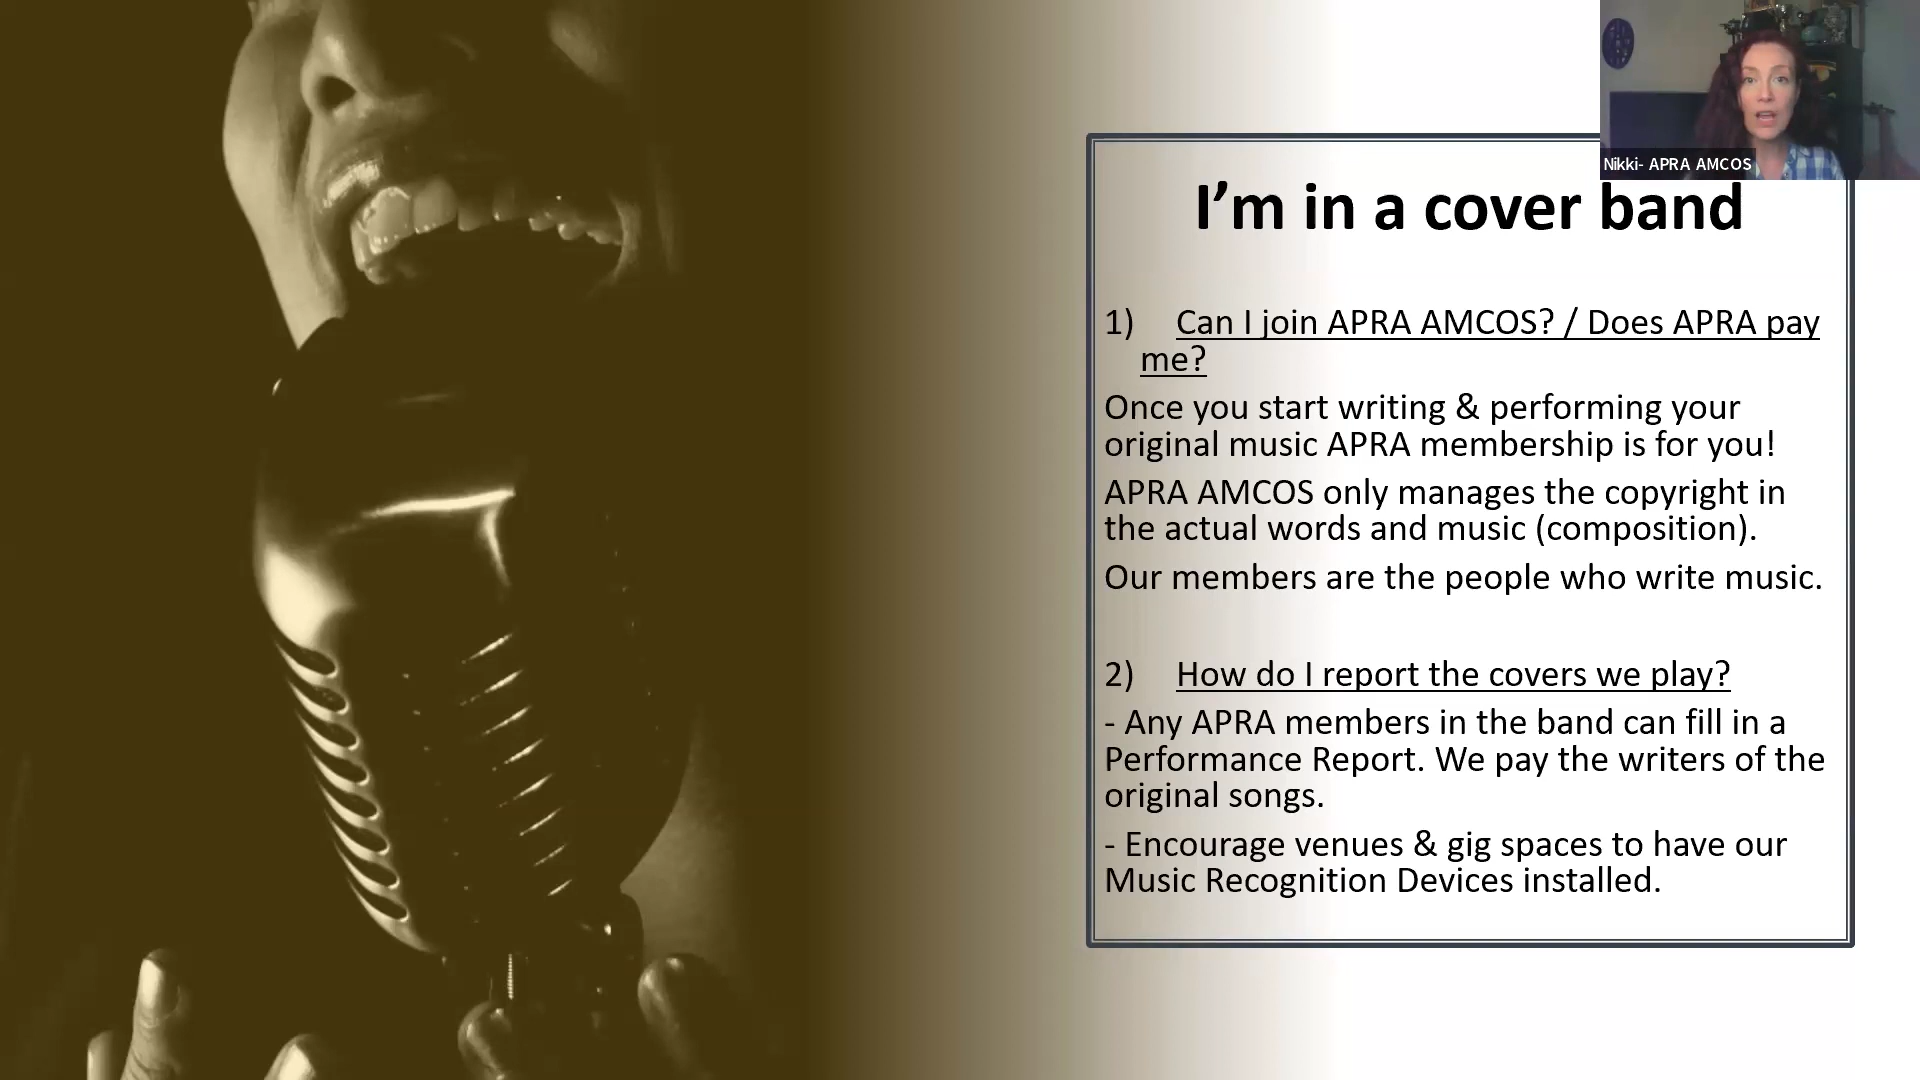 Nikki- APRA AMCOS
I’m in a cover band
1) Can I join APRA AMCOS? / Does APRA pay
me?
Once you start writing & performing your
original music APRA membership is for you!
APRA AMCOS only manages the copyright in
the actual words and music (composition).
Our members are the people who write music.
2) How do I report the covers we play?
- Any APRA members in the band can fill in a
Performance Report. We pay the writers of the
original songs.
- Encourage venues & gig spaces to have our
Music Recognition Devices installed.